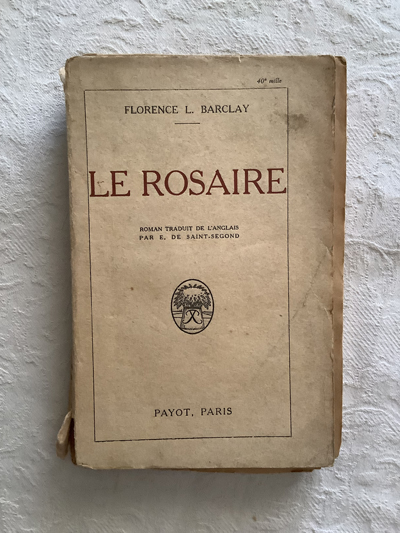 40e mille
FLORENCE L. BARCLAY
LE ROSAIRE
ROMAN TRADUIT DE L'ANGLAIS
PAR E. DE SAINT-SEGOND
PAYOT, PARIS